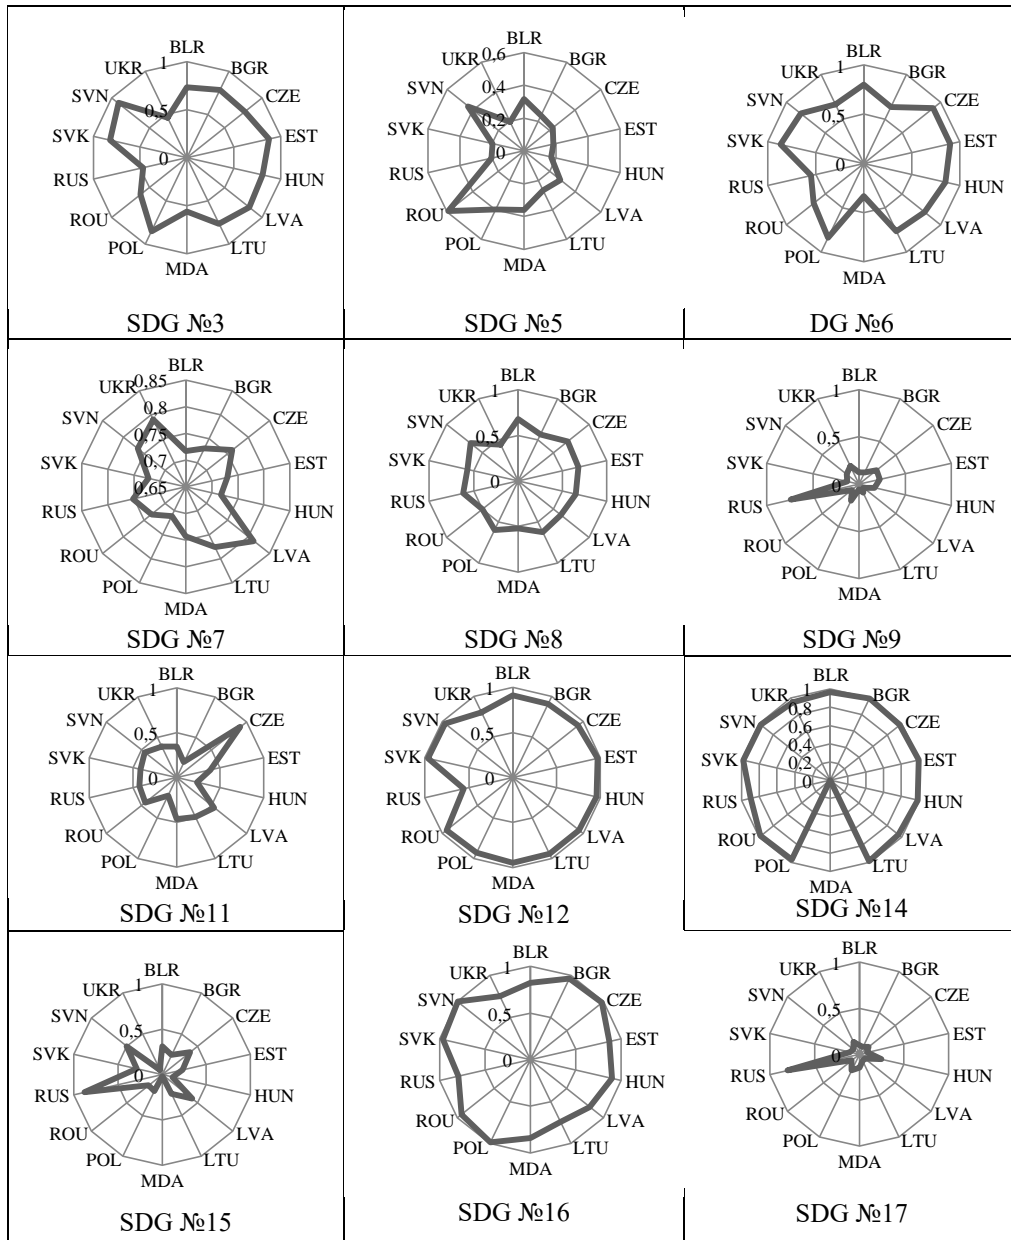 BLR
1
UKR
BGR
SVN
CZE
0,5
SVK
EST
0
RUS
HUN
ROU
LVA
POL
LTU
MDA
SDG №3
0,6
BLR
UKR
BGR
0,4
SVN
CZE
0,2
SVK
EST
0
RUS
HUN
ROU
LVA
POL
LTU
MDA
SDG №5
BLR
1
UKR
BGR
SVN
CZE
0,5
SVK
EST
0
RUS
HUN
ROU
LVA
POL
LTU
MDA
DG №6
BLR
0,85
UKR
BGR
0,8
SVN
CZE
0,75
SVK
0,7
EST
0,65
RUS
HUN
ROU
LVA
POL
LTU
MDA
SDG №7
BLR
1
UKR
BGR
SVN
CZE
0,5
SVK
EST
0
RUS
HUN
ROU
LVA
POL
LTU
MDA
SDG №8
BLR
1
UKR
BGR
SVN
CZE
0,5
SVK
EST
0
RUS
HUN
ROU
LVA
POL
LTU
MDA
SDG №9
BLR
1
UKR
BGR
SVN
CZE
0,5
SVK
EST
0
RUS
HUN
ROU
LVA
POL
LTU
MDA
SDG №11
BLR
1
UKR
BGR
SVN
CZE
0,5
SVK
EST
0
RUS
HUN
ROU
LVA
POL
LTU
MDA
SDG №12
BLR
1
UKR
BGR
0,8
SVN
CZE
0,6
0,4
SVK
EST
0,2
0
RUS
HUN
ROU
LVA
POL
LTU
MDA
SDG №14
BLR
1
UKR
BGR
SVN
CZE
0,5
SVK
EST
0
RUS
HUN
ROU
LVA
POL
LTU
MDA
SDG №15
BLR
1
UKR
BGR
SVN
CZE
0,5
SVK
EST
0
RUS
HUN
ROU
LVA
POL
LTU
MDA
SDG №16
BLR
1
UKR
BGR
SVN
CZE
0,5
SVK
EST
0
RUS
HUN
ROU
LVA
POL
LTU
MDA
SDG №17